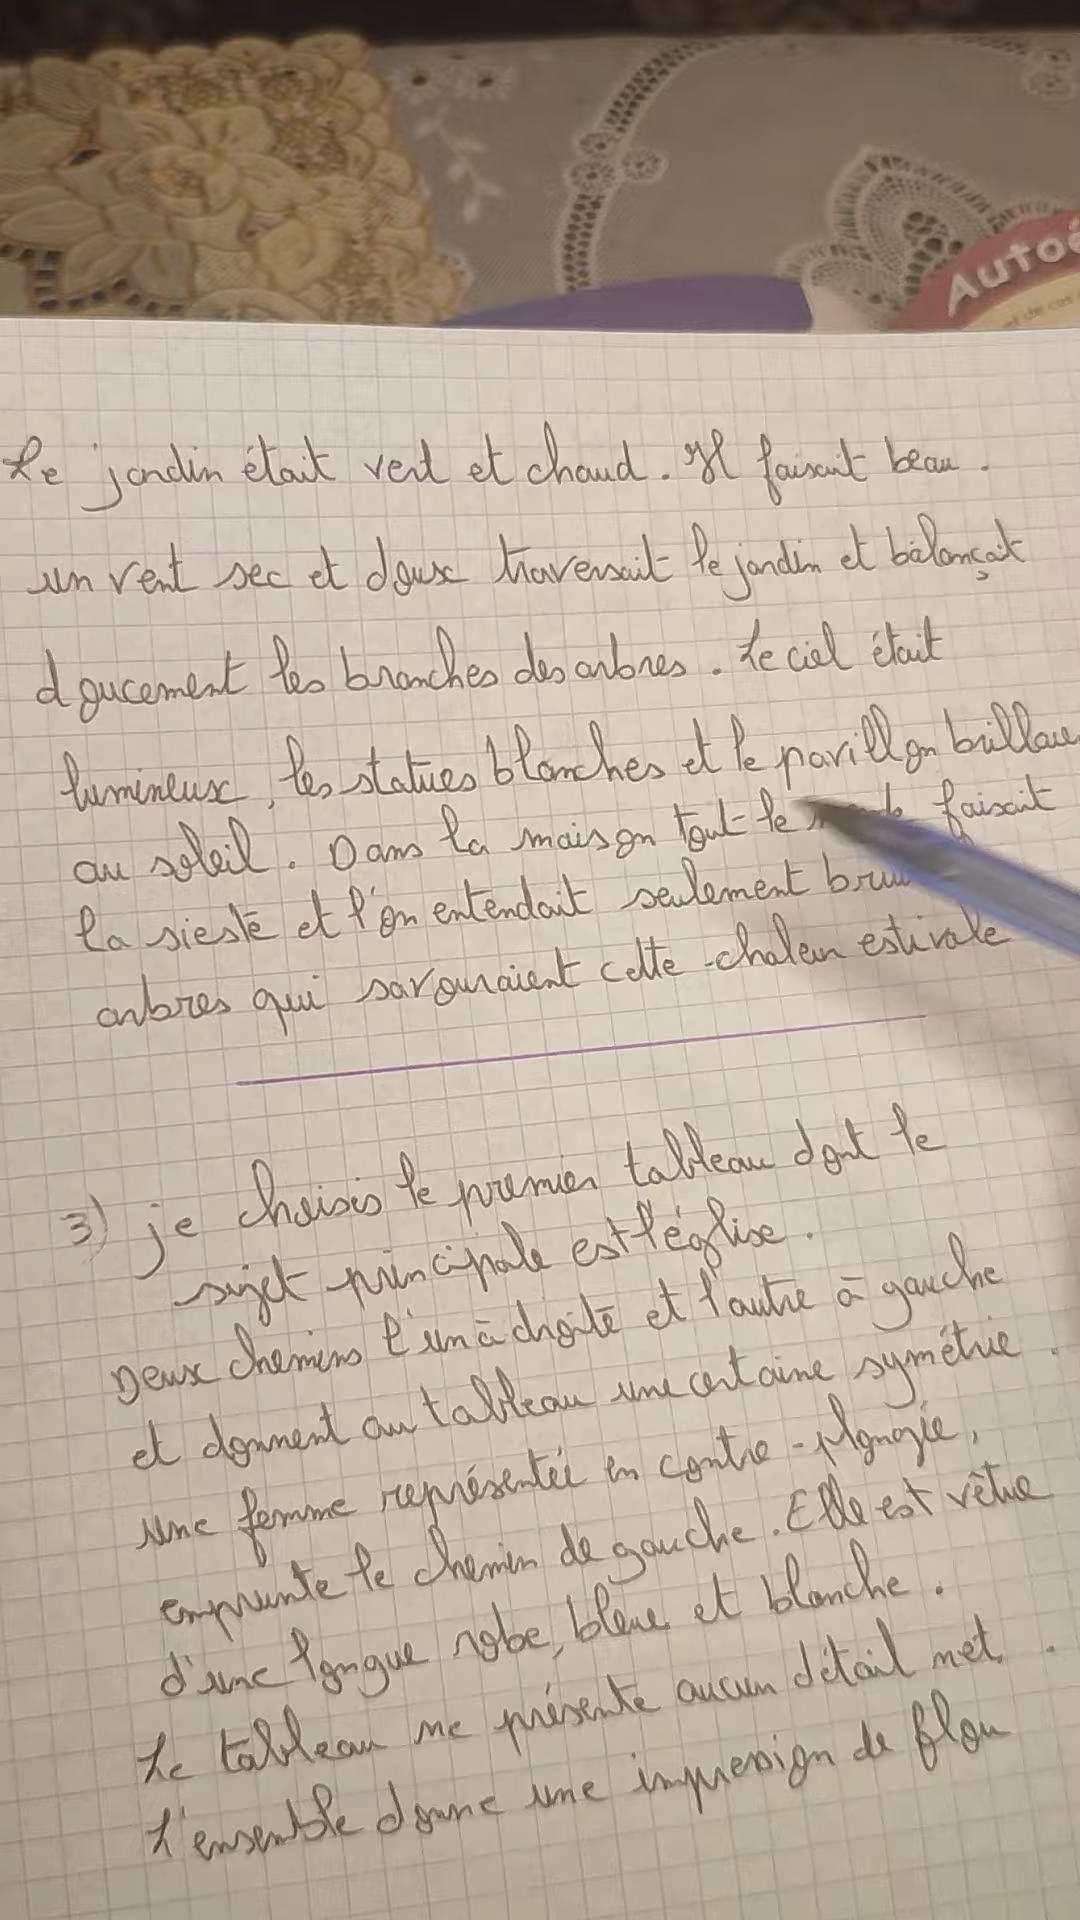 Autoé
et de ces
Le jardin était vert et chaud. Il faisait beau.
un vent sec et doux traversait le jardin et balançait
doucement les branches des arbres. Le ciel était
lumineux, les statues blanches et le pavillon
au soleil. Dans la maison tout le faisait
la sieste et l'on entendait seulement
arbres qui savouraient cette chaleur estivale
3) je choisis le premier tableau dont le
sujet principale est l'église.
Deux chemins l'un à droite et l'autre à gauche
et donnent au tableau une certaine symétrie.
une femme représentée en contre-plongée,
emprunte le chemin de gauche. Elle est vêtue
d'une longue robe, bleue et blanche.
Le tableau ne présente aucun détail net.
L'ensemble donne une impression de flou